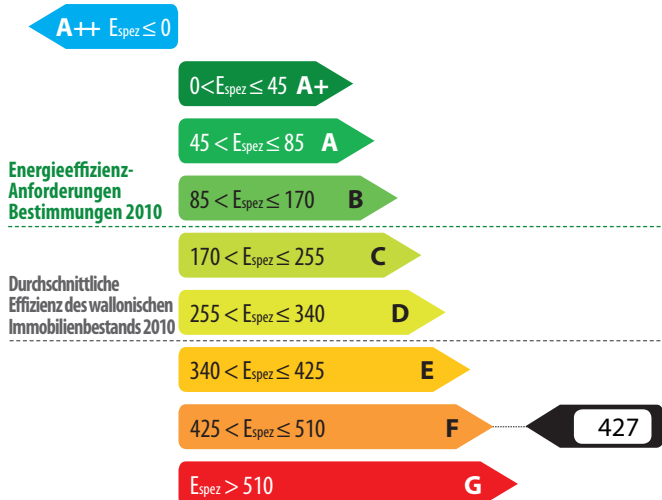 A++ Espez ≤ 0
0 < Espez ≤ 45 A+
45 < Espez ≤ 85 A
Energieeffizienz-
Anforderungen
Bestimmungen 2010
85 < Espez ≤ 170 B
170 < Espez ≤ 255 C
Durchschnittliche
Effizienz des wallonischen
Immobilienbestands 2010
255 < Espez ≤ 340 D
340 < Espez ≤ 425 E
425 < Espez ≤ 510 F
427
Espez > 510 G